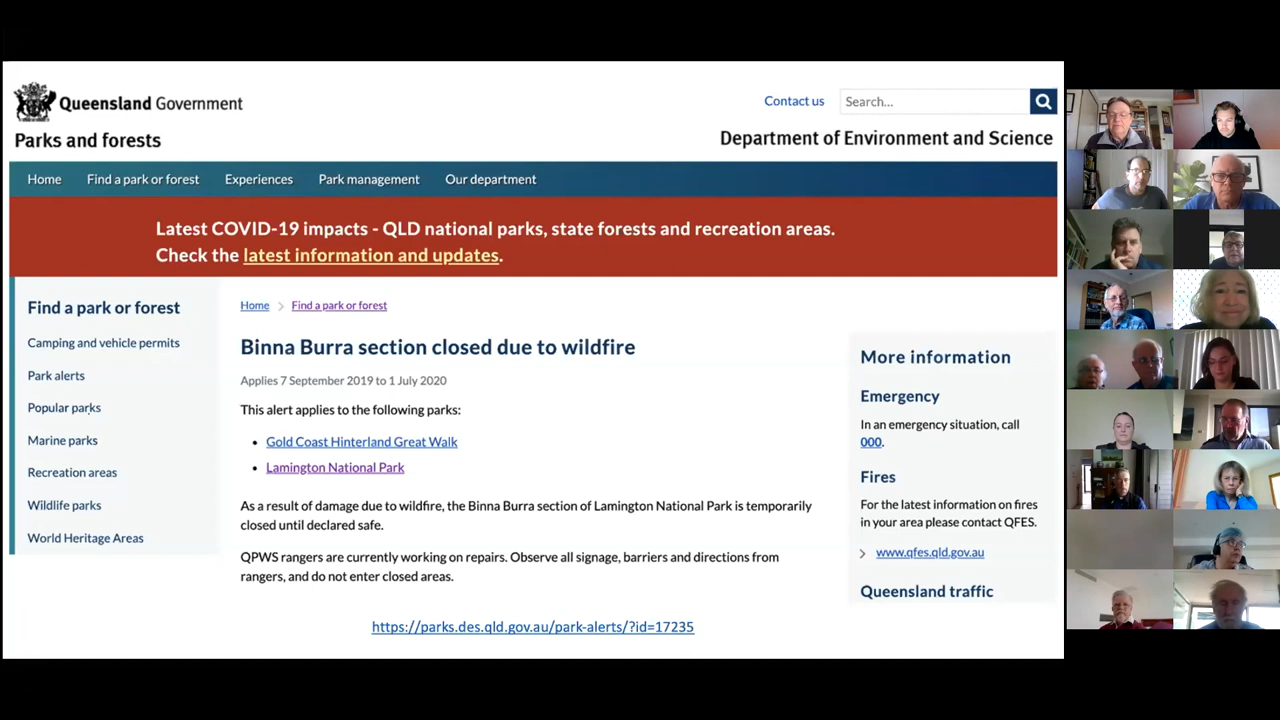 Queensland Government
Contact us
Search...
Parks and forests
Department of Environment and Science
Home
Find a park or forest
Experiences
Park management
Our department
Latest COVID-19 impacts - QLD national parks, state forests and recreation areas.
Check the latest information and updates.
Find a park or forest
Camping and vehicle permits
Park alerts
Popular parks
Marine parks
Recreation areas
Wildlife parks
World Heritage Areas
Home
Find a park or forest
Binna Burra section closed due to wildfire
Applies 7 September 2019 to 1 July 2020
This alert applies to the following parks:
• Gold Coast Hinterland Great Walk
• Lamington National Park
As a result of damage due to wildfire, the Binna Burra section of Lamington National Park is temporarily
closed until declared safe.
QPWS rangers are currently working on repairs. Observe all signage, barriers and directions from
rangers, and do not enter closed areas.
https://parks.des.qld.gov.au/park-alerts/?id=17235
More information
Emergency
In an emergency situation, call
000.
Fires
For the latest information on fires
in your area please contact QFES.
www.qfes.qld.gov.au
Queensland traffic